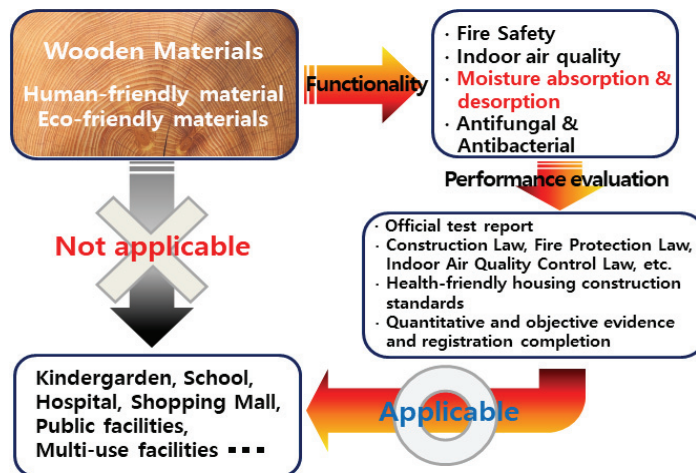 Wooden Materials
Human-friendly material
Eco-friendly materials
Functionality
· Fire Safety
· Indoor air quality
· Moisture absorption &
desorption
· Antifungal &
Antibacterial
Performance evaluation
· Official test report
· Construction Law, Fire Protection Law,
Indoor Air Quality Control Law, etc.
· Health-friendly housing construction
standards
· Quantitative and objective evidence
and registration completion
Not applicable
Applicable
Kindergarden, School,
Hospital, Shopping Mall,
Public facilities,
Multi-use facilities ▪▪▪